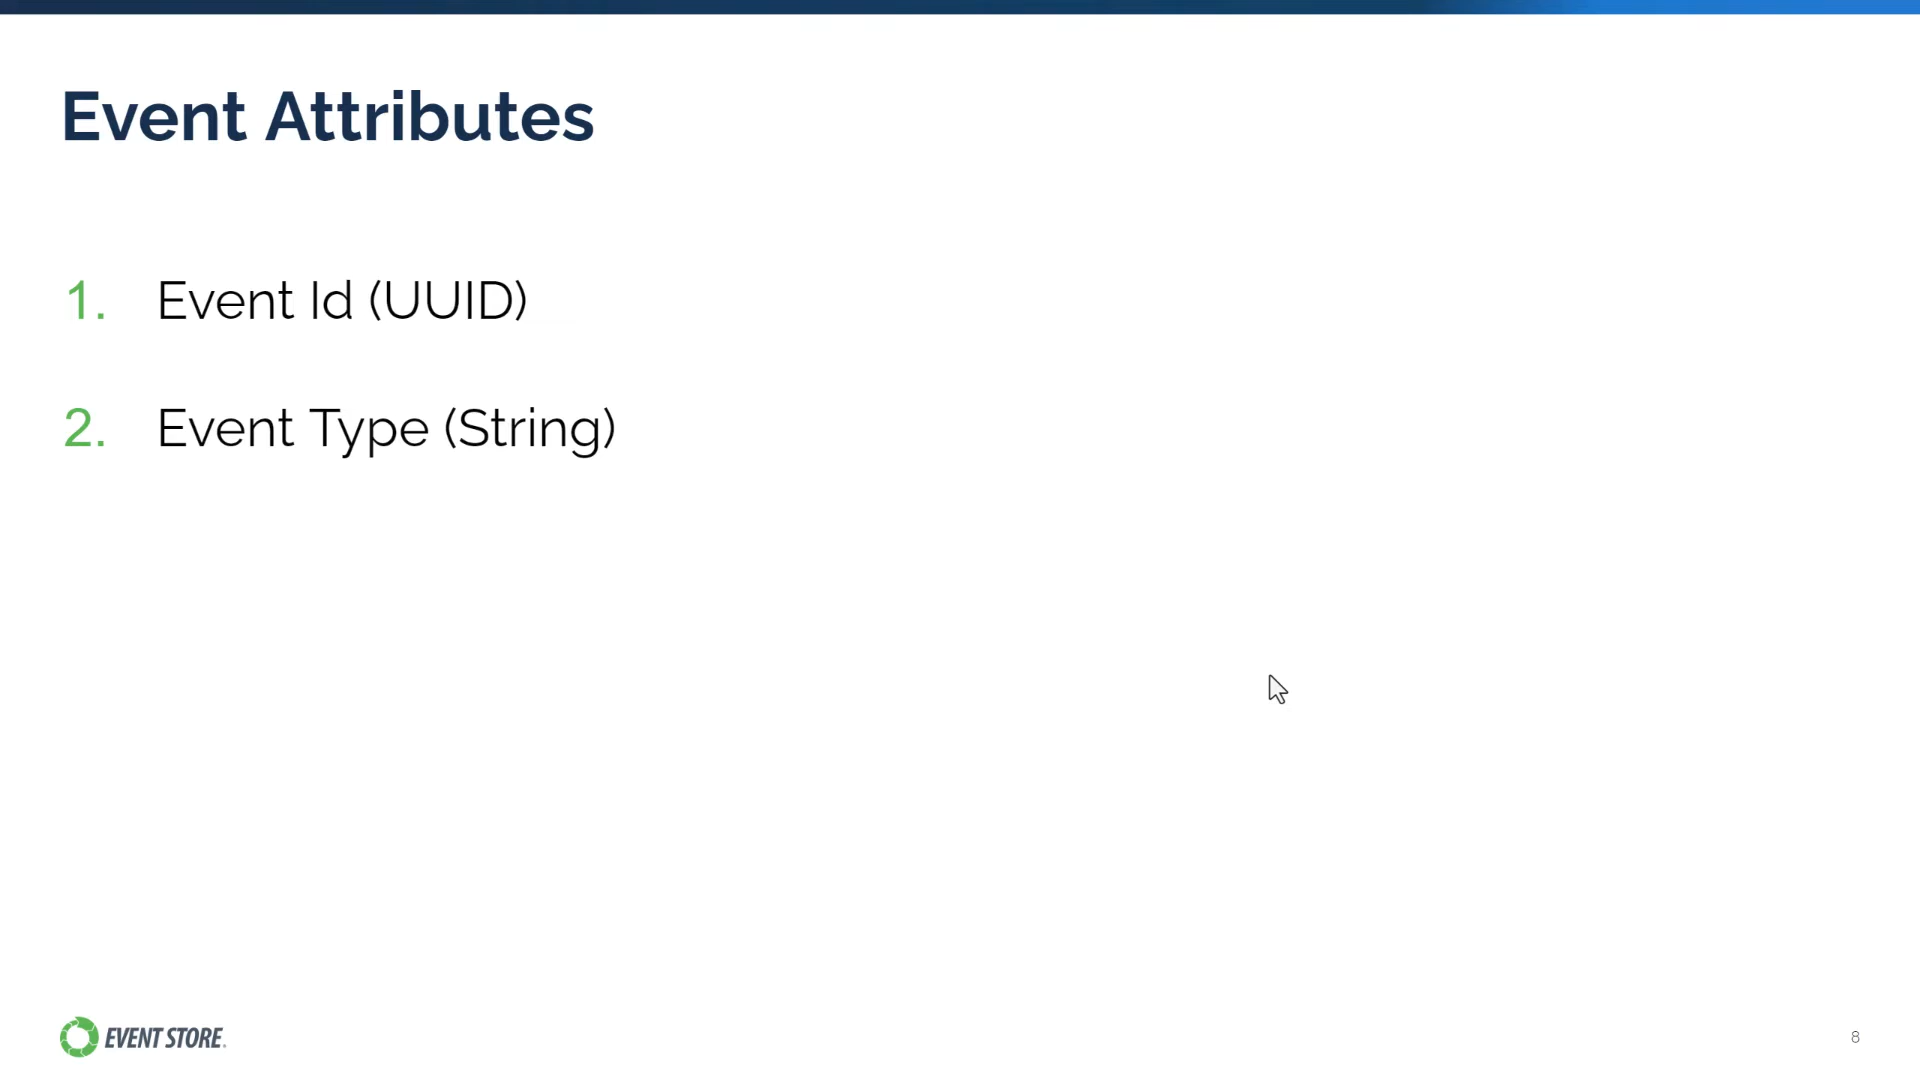 Event Attributes
1. Event Id (UUID)
2. Event Type (String)
EVENT STORE
8